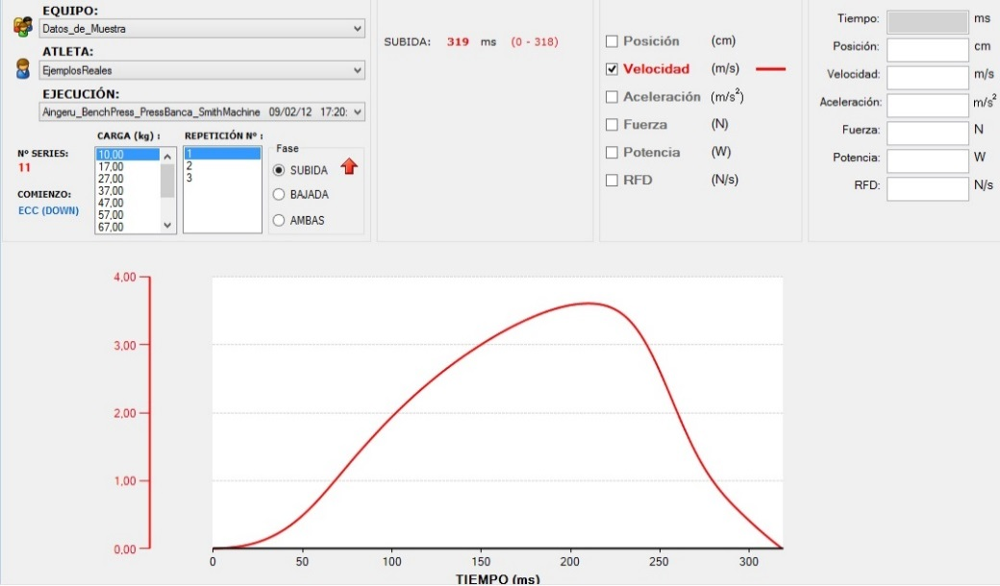 EQUIPO:
Datos_de_Muestra
ATLETA:
EjemplosReales
EJECUCIÓN:
Aingeru_BenchPress_PressBanca_SmithMachine 09/02/12 17:20:
Nº SERIES:
11
COMIENZO:
ECC (DOWN)
CARGA (kg) :
10,00
17,00
27,00
37,00
47,00
57,00
67,00
REPETICIÓN Nº :
1
2
3
Fase
SUBIDA
BAJADA
AMBAS
SUBIDA: 319 ms (0 - 318)
Posición (cm)
Velocidad (m/s)
Aceleración (m/s²)
Fuerza (N)
Potencia (W)
RFD (N/s)
Tiempo: ms
Posición: cm
Velocidad: m/s
Aceleración: m/s²
Fuerza: N
Potencia: W
RFD: N/s
4,00
3,00
2,00
1,00
0,00
0 50 100 150 200 250 300
TIEMPO (ms)